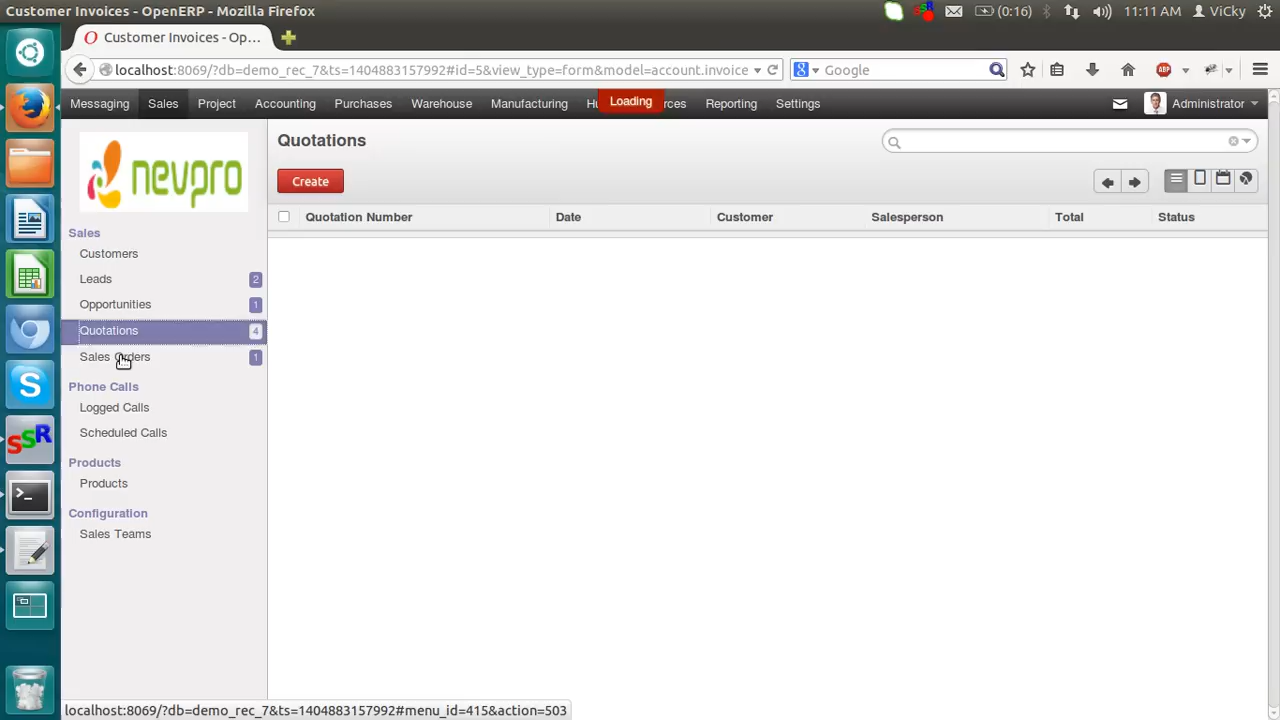 Customer Invoices - OpenERP - Mozilla Firefox
(0:16)
11:11 AM
ViCky
Customer Invoices - Op...
localhost:8069/?db=demo_rec_7&ts=1404883157992#id=5&view_type=form&model=account.invoice
Google
ABP
Messaging
Sales
Project
Accounting
Purchases
Warehouse
Manufacturing
Loading
Reporting
Settings
Administrator
nevpro
Quotations
Create
Quotation Number
Date
Customer
Salesperson
Total
Status
Sales
Customers
Leads
2
Opportunities
1
Quotations
4
Sales Orders
1
Phone Calls
Logged Calls
Scheduled Calls
Products
Products
Configuration
Sales Teams
S
SSR
localhost:8069/?db=demo_rec_7&ts=1404883157992#menu_id=415&action=503